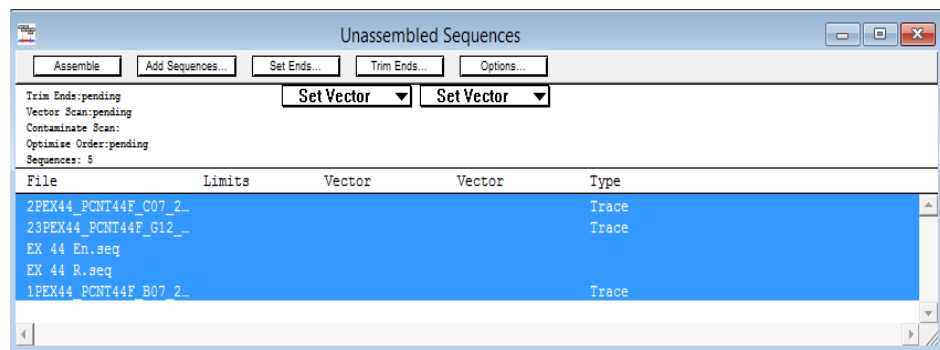 Unassembled Sequences
Assemble Add Sequences... Set Ends... Trim Ends... Options...
Trim Ends:pending
Set Vector Set Vector
Vector Scan:pending
Contaminate Scan:
Optimize Order:pending
Sequences: 5
File Limits Vector Vector Type
2PEX44_PCNT44F_C07_2… Trace
23PEX44_PCNT44F_G12_… Trace
EX 44 En.seq
EX 44 R.seq
1PEX44_PCNT44F_B07_2… Trace